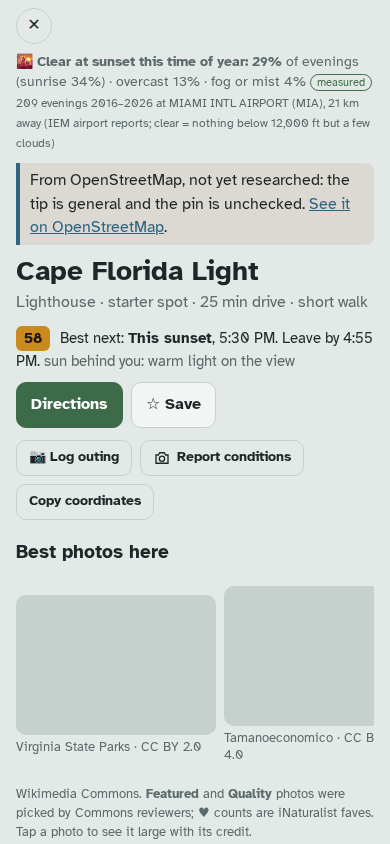 ✕
🌇 Clear at sunset this time of year: 29% of evenings
(sunrise 34%) · overcast 13% · fog or mist 4% measured
209 evenings 2016–2026 at MIAMI INTL AIRPORT (MIA), 21 km
away (IEM airport reports; clear = nothing below 12,000 ft but a few
clouds)
From OpenStreetMap, not yet researched: the
tip is general and the pin is unchecked. See it
on OpenStreetMap.
Cape Florida Light
Lighthouse · starter spot · 25 min drive · short walk
58 Best next: This sunset, 5:30 PM. Leave by 4:55
PM. sun behind you: warm light on the view
Directions
☆ Save
📷 Log outing
Report conditions
Copy coordinates
Best photos here
Virginia State Parks · CC BY 2.0
Tamanoeconomico · CC B
4.0
Wikimedia Commons. Featured and Quality photos were
picked by Commons reviewers; ♥ counts are iNaturalist faves.
Tap a photo to see it large with its credit.